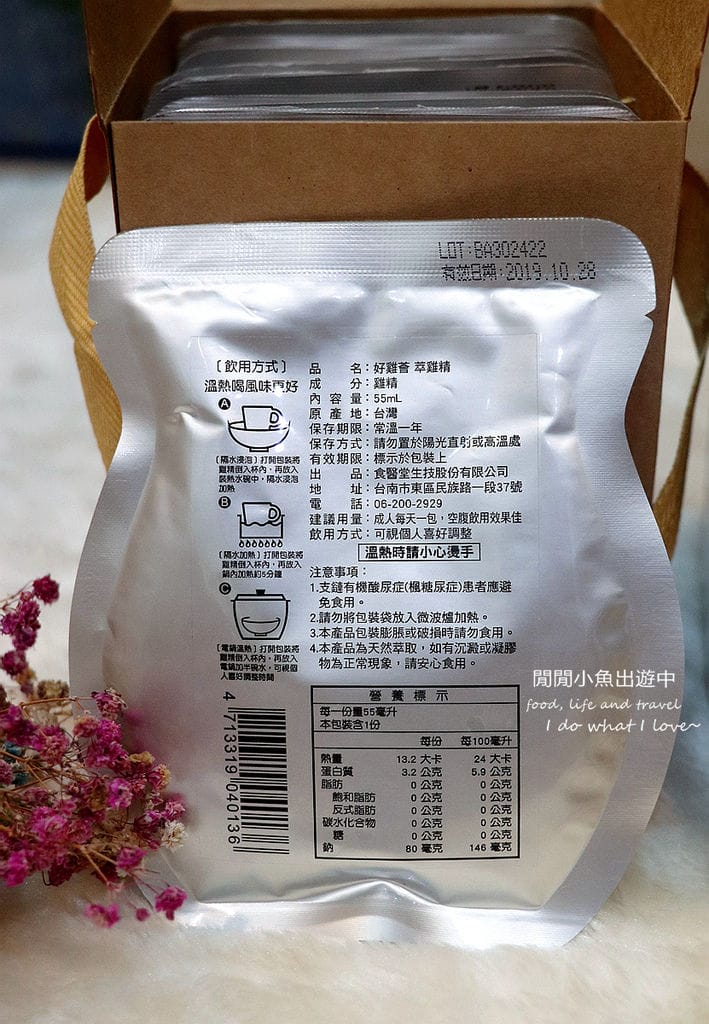 LOT:BA302422
有效日期:2019.10.28
〔飲用方式〕
溫熱喝風味更好
A
〔隔水浸泡〕打開包裝將
雞精倒入杯內，再放入
裝熱水碗中，隔水浸泡
加熱
B
〔隔水加熱〕打開包裝將
雞精倒入杯內，再放入
鍋內加熱約5分鐘
C
〔電鍋溫熱〕打開包裝將
雞精倒入碗內，再放入
電鍋加半碗水，可視個
人喜好調整時間
品名：好雞薈 萃雞精
成分：雞精
內容量：55mL
原產地：台灣
保存期限：常溫一年
保存方式：請勿置於陽光直射或高溫處
有效期限：標示於包裝上
出品：食醫堂生技股份有限公司
地址：台南市東區民族路一段37號
電話：06-200-2929
建議用量：成人每天一包，空腹飲用效果佳
飲用方式：可視個人喜好調整
溫熱時請小心燙手
注意事項：
1.支鏈有機酸尿症(楓糖尿症)患者應避
免食用。
2.請勿將包裝袋放入微波爐加熱。
3.本產品包裝膨脹或破損時請勿食用。
4.本產品為天然萃取，如有沉澱或凝膠
物為正常現象，請安心食用。
4 713319 040136
營養標示
每一份量55毫升
本包裝含1份
每份 每100毫升
熱量 13.2 大卡 24 大卡
蛋白質 3.2 公克 5.9 公克
脂肪 0 公克 0 公克
飽和脂肪 0 公克 0 公克
反式脂肪 0 公克 0 公克
碳水化合物 0 公克 0 公克
糖 0 公克 0 公克
鈉 80 毫克 146 毫克
閒閒小魚出遊中
food, life and travel
I do what I love~